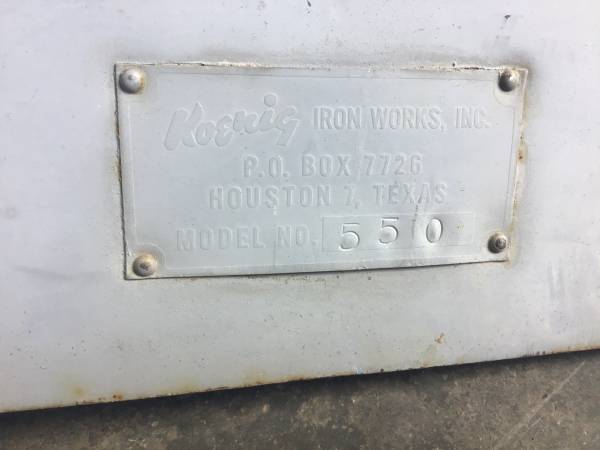 Koenig IRON WORKS, INC.
P.O. BOX 7726
HOUSTON 7, TEXAS
MODEL NO. 550